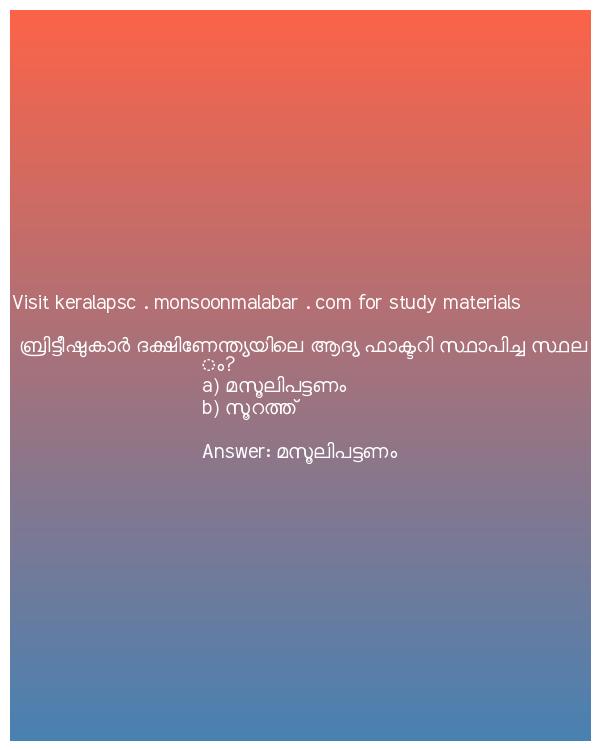 Visit keralapsc . monsoonmalabar . com for study materials
ബ്രിട്ടീഷുകാർ ദക്ഷിണേന്ത്യയിലെ ആദ്യ ഫാക്ടറി സ്ഥാപിച്ച സ്ഥല
ം?
a) മസൂലിപട്ടണം
b) സൂറത്ത്
Answer: മസൂലിപട്ടണം